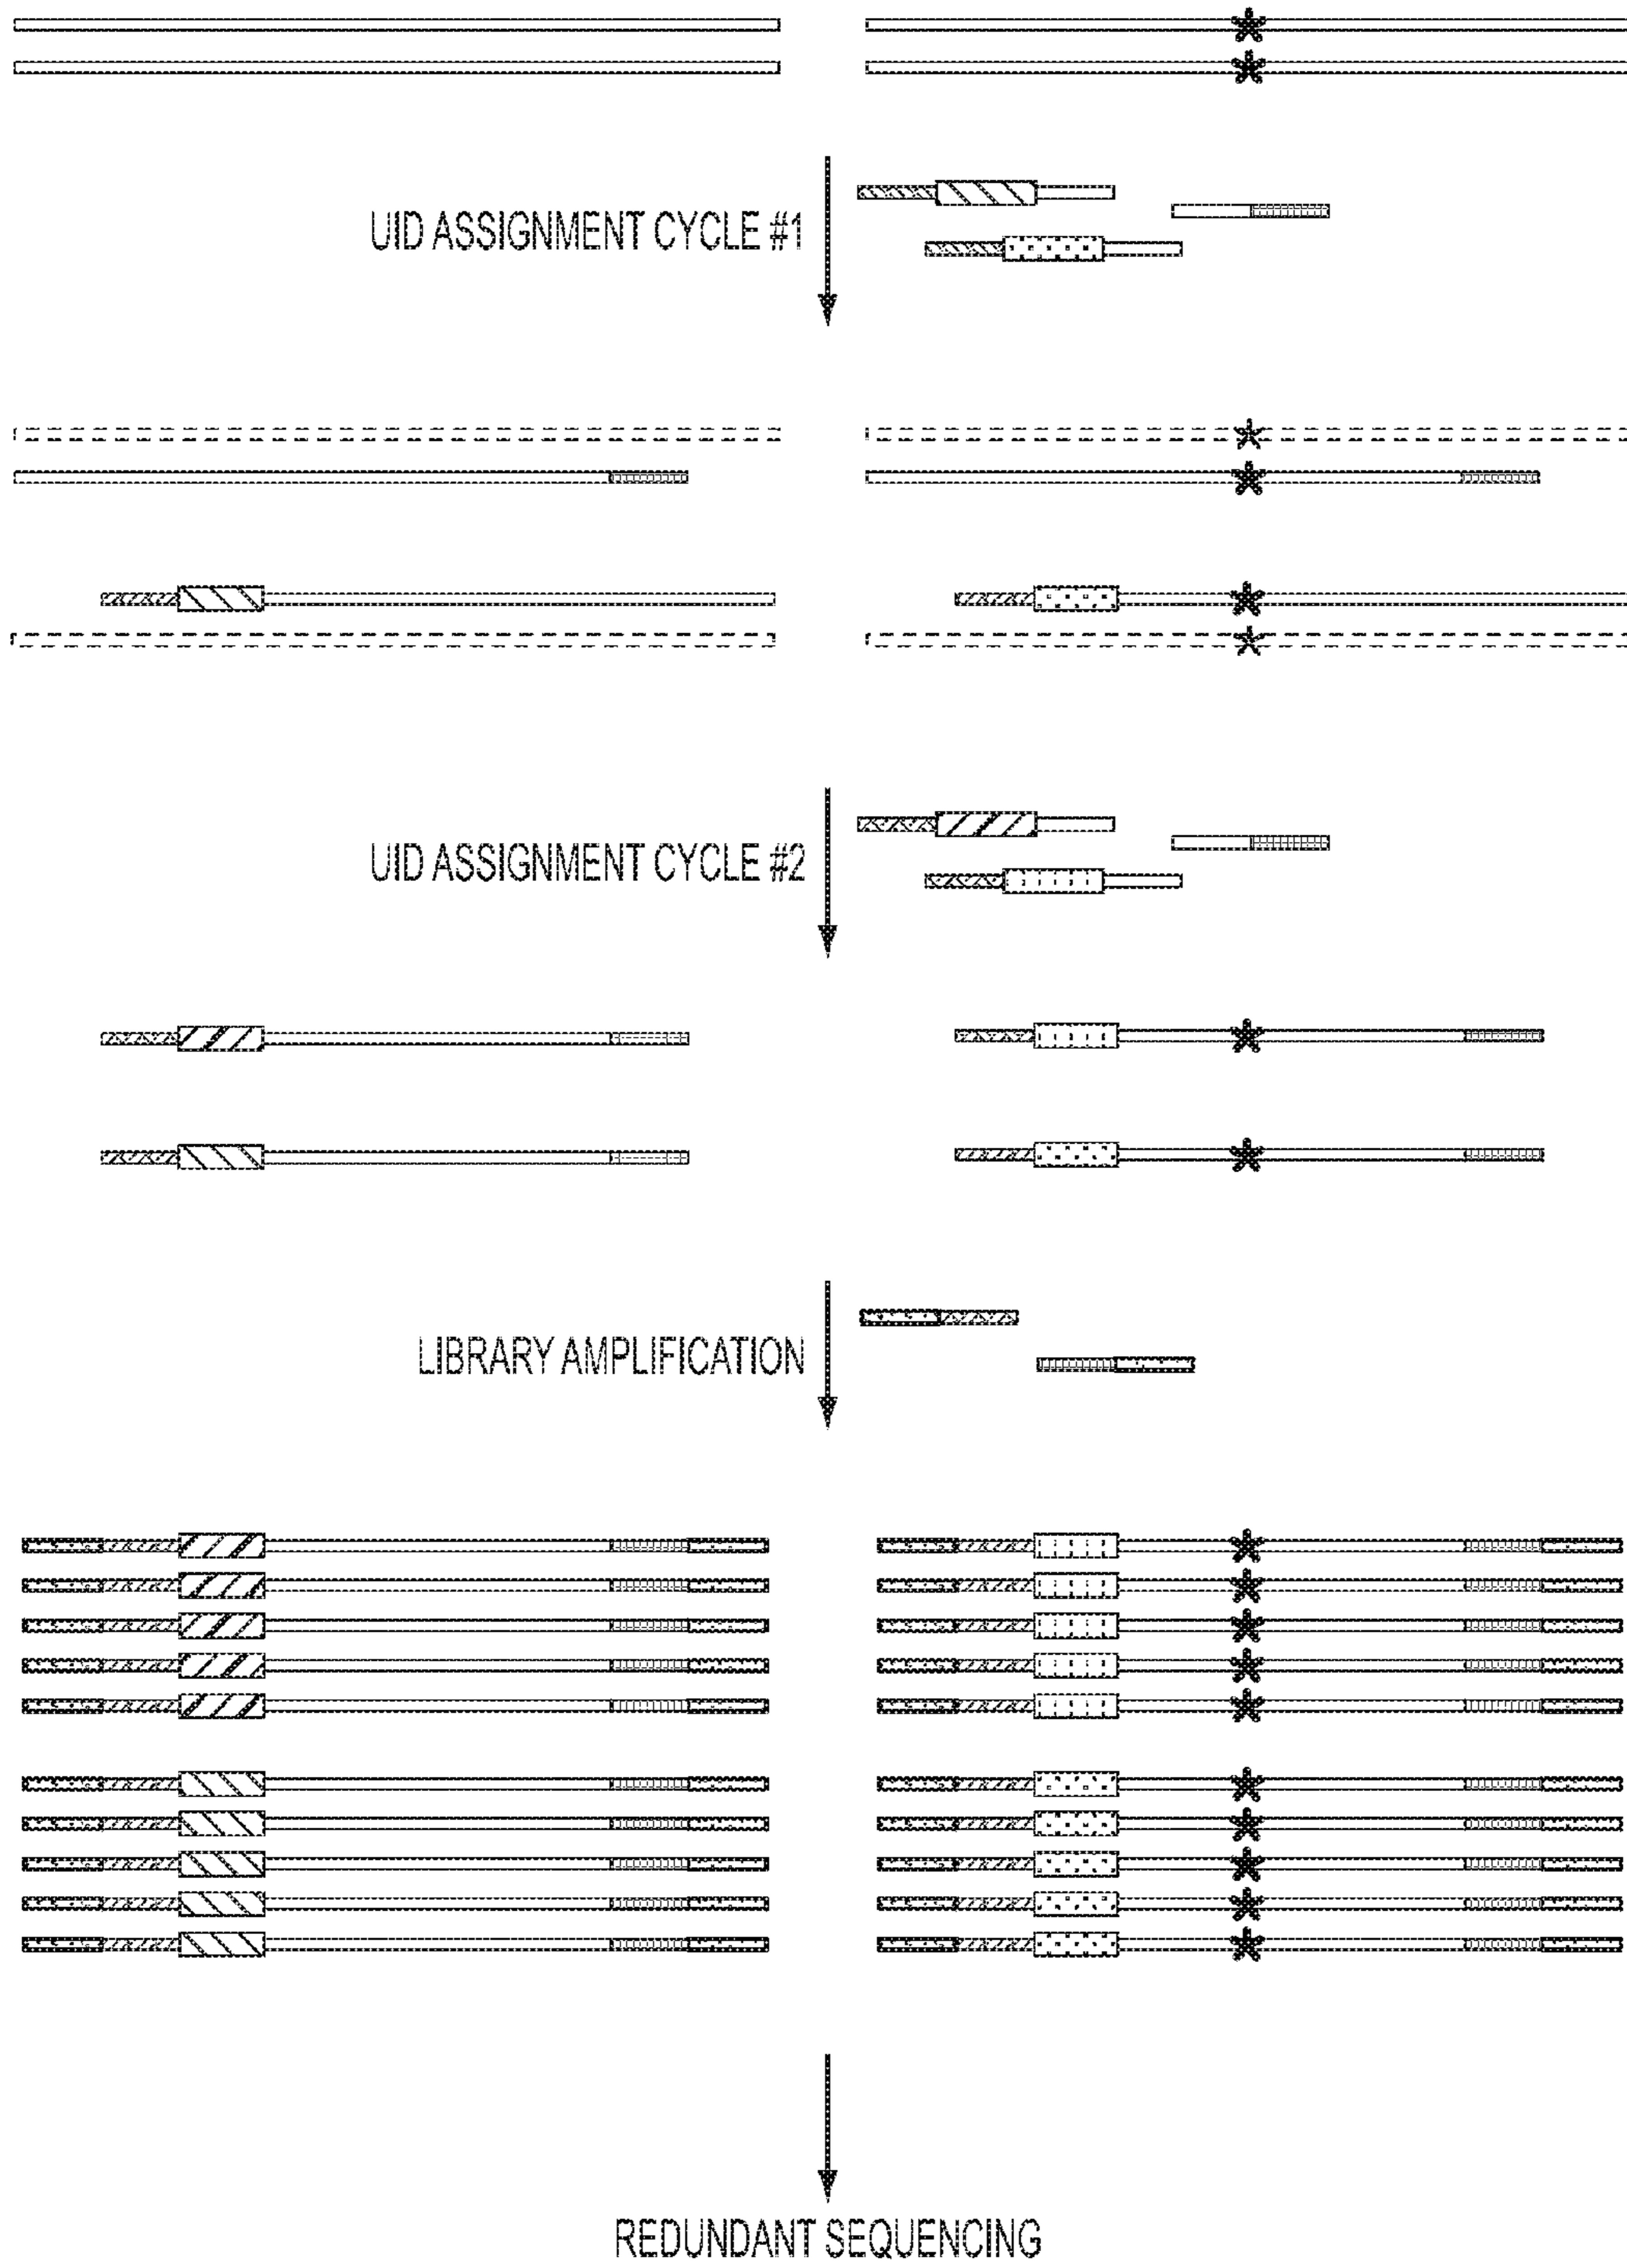 UID ASSIGNMENT CYCLE #1
UID ASSIGNMENT CYCLE #2
LIBRARY AMPLIFICATION
REDUNDANT SEQUENCING